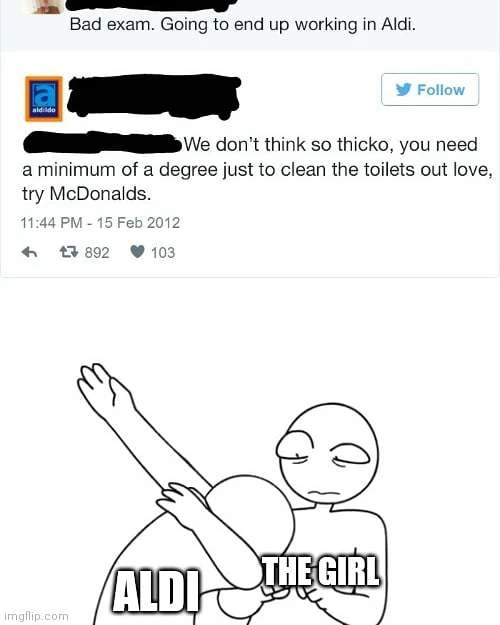 Bad exam. Going to end up working in Aldi.
aldildo
Follow
We don't think so thicko, you need
a minimum of a degree just to clean the toilets out love,
try McDonalds.
11:44 PM - 15 Feb 2012
892 103
THE GIRL
ALDI
imgflip.com